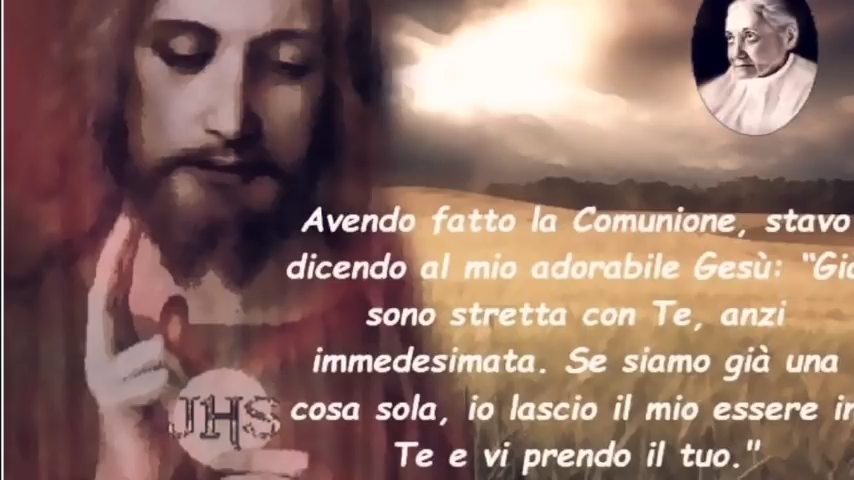 Avendo fatto la Comunione, stavo
dicendo al mio adorabile Gesù: "
sono stretta con Te, anzi
immedesimata. Se siamo già una
cosa sola, io lascio il mio essere in
Te e vi prendo il tuo."
JHS